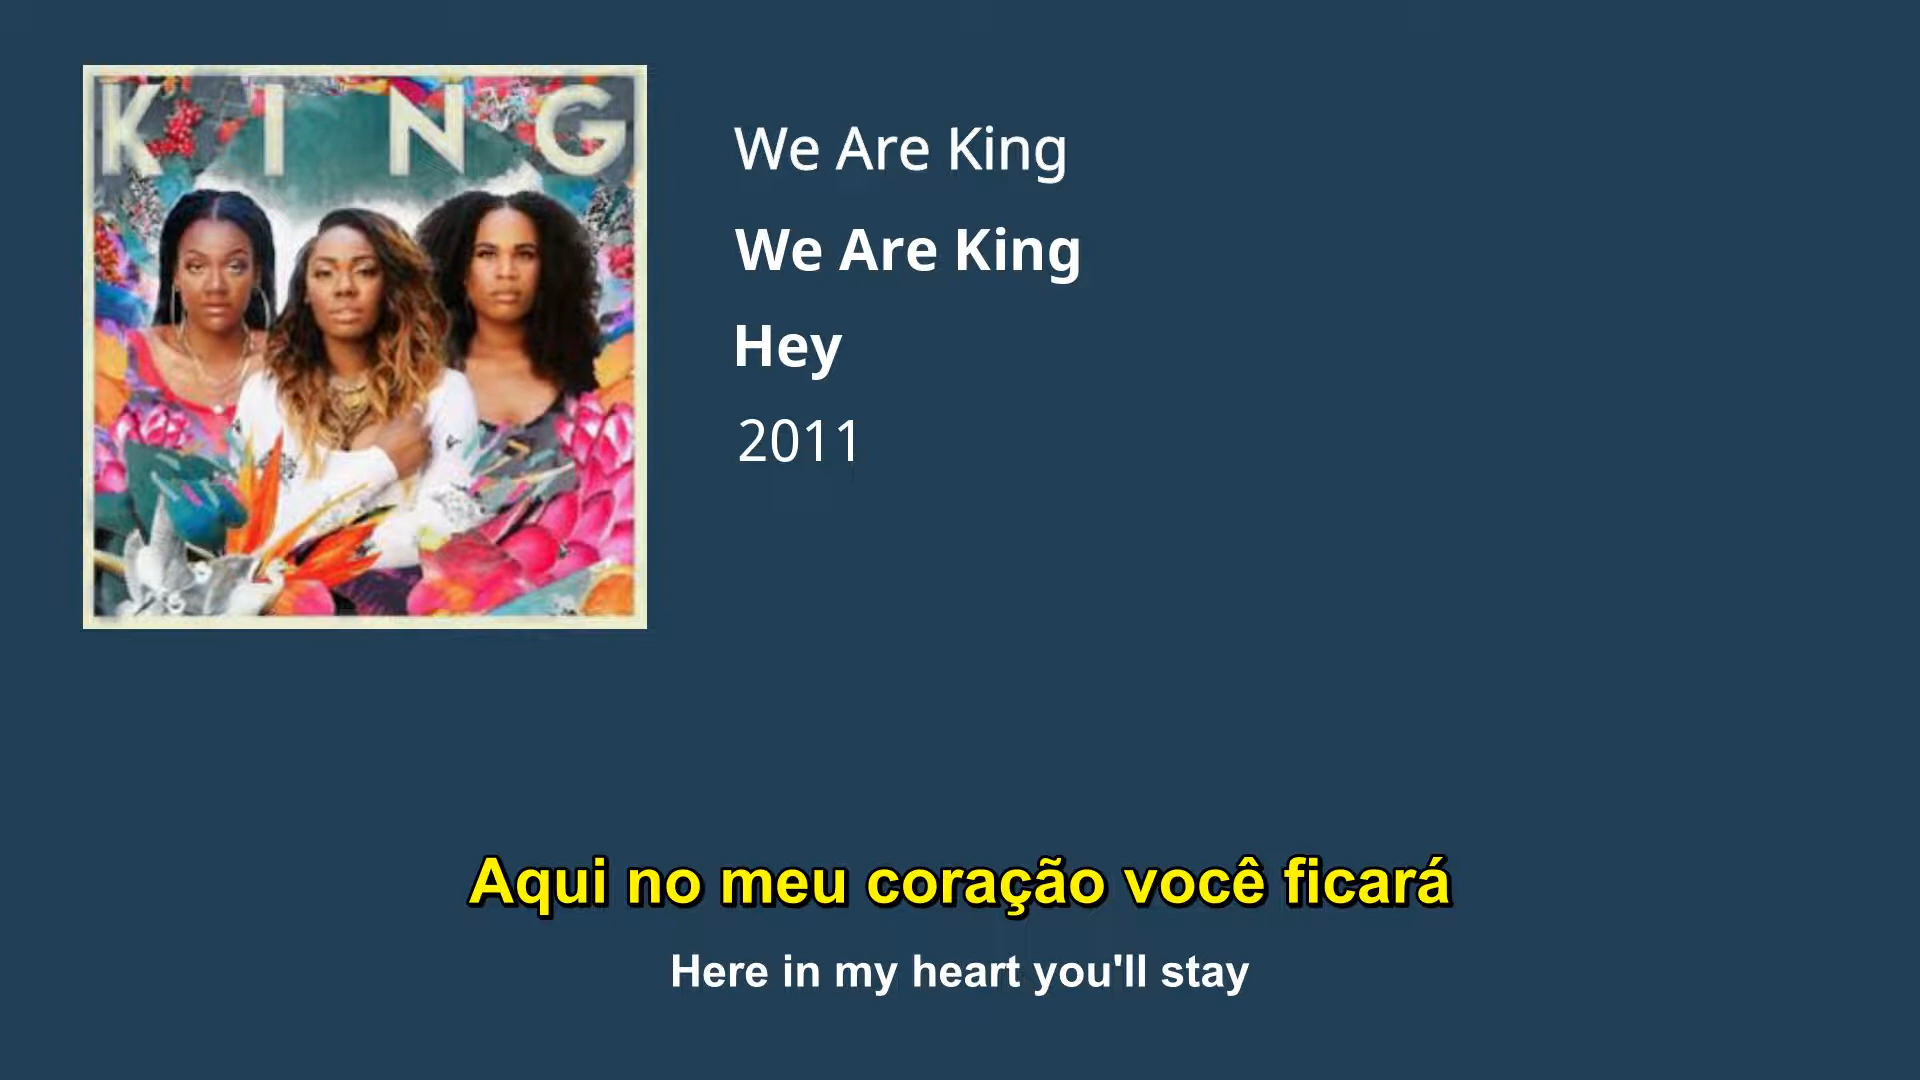 K I N G
We Are King
We Are King
Hey
2011
Aqui no meu coração você ficará
Here in my heart you'll stay